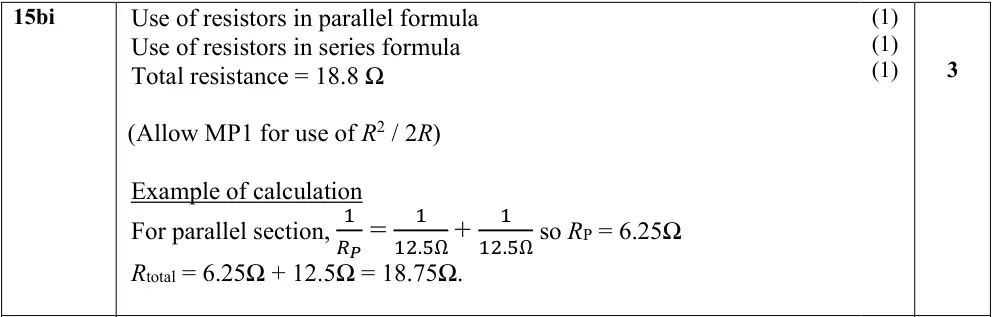 15bi Use of resistors in parallel formula (1)
Use of resistors in series formula (1)
Total resistance = 18.8 Ω (1) 3
(Allow MP1 for use of R² / 2R)
Example of calculation
For parallel section, 1/R_P = 1/12.5Ω + 1/12.5Ω so R_P = 6.25Ω
R_total = 6.25Ω + 12.5Ω = 18.75Ω.